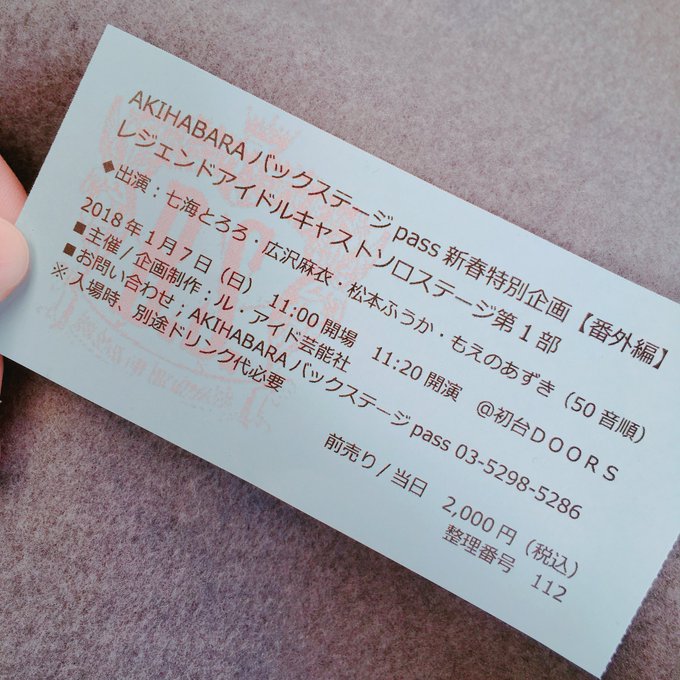 AKIHABARAバックステージpass 新春特別企画【番外編】
レジェンドアイドルキャストソロステージ第1部
◆出演：七海とろろ・広沢麻衣・松本ふうか・もえのあずき（50音順）
2018年1月7日（日） 11:00開場 11:20開演 @初台DOORS
■主催/企画制作：ル・アイド芸能社
■お問い合わせ；AKIHABARAバックステージpass 03-5298-5286
※入場時、別途ドリンク代必要
前売り/当日 2,000円（税込）
整理番号 112